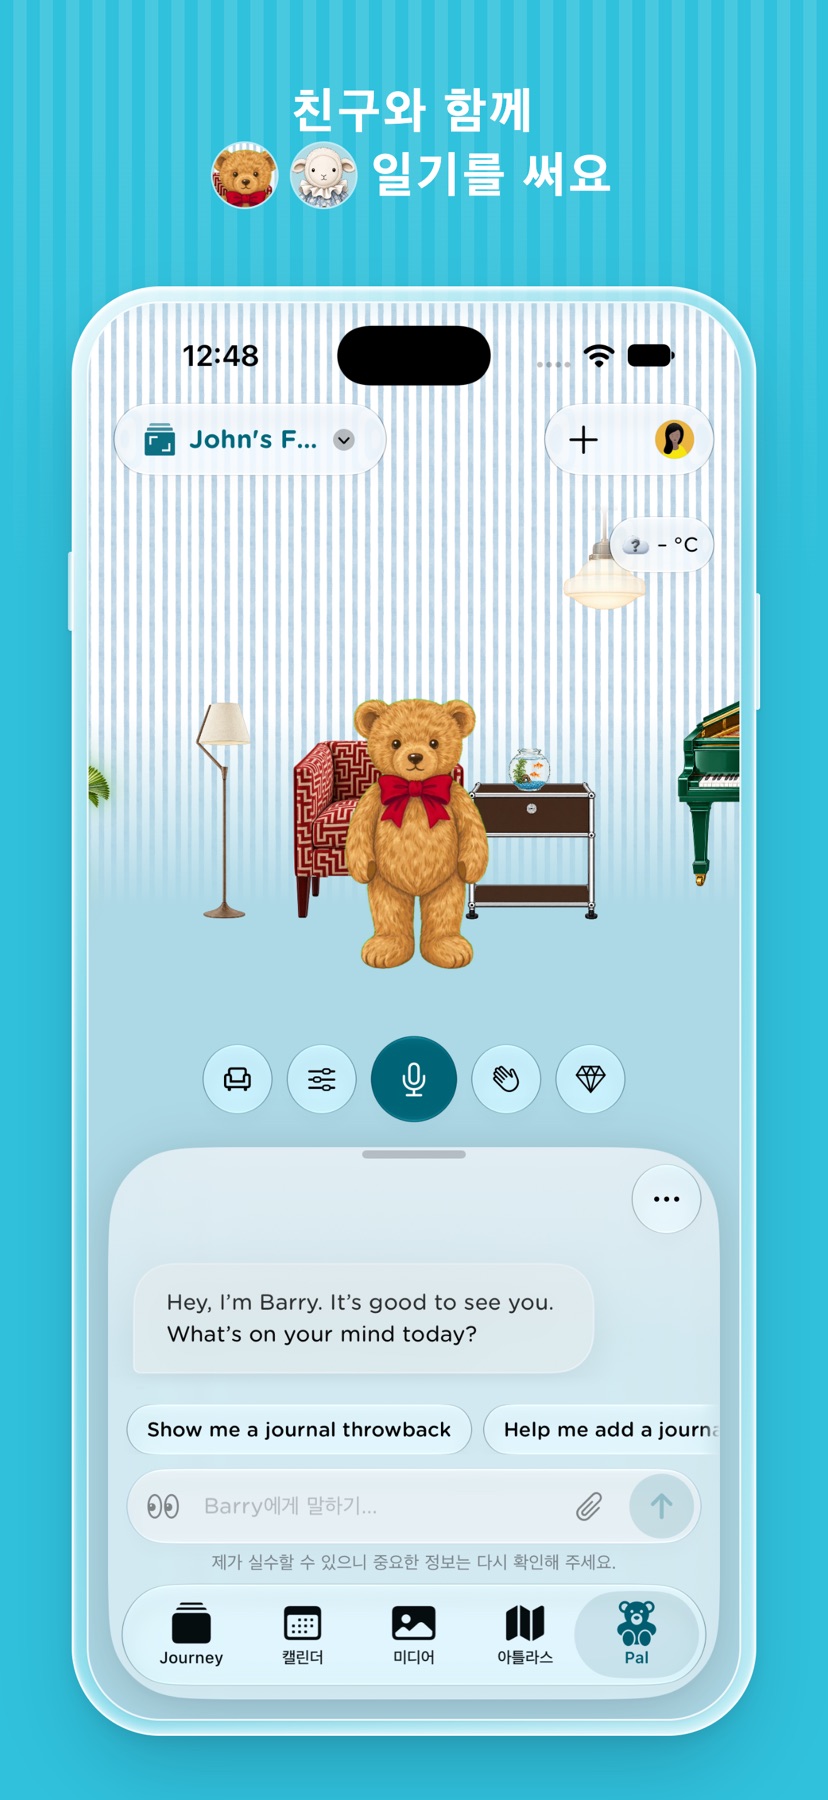 친구와 함께
일기를 써요
12:48
John's F...
- °C
Hey, I'm Barry. It's good to see you.
What's on your mind today?
Show me a journal throwback
Help me add a journa
Barry에게 말하기...
제가 실수할 수 있으니 중요한 정보는 다시 확인해 주세요.
Journey
캘린더
미디어
아틀라스
Pal